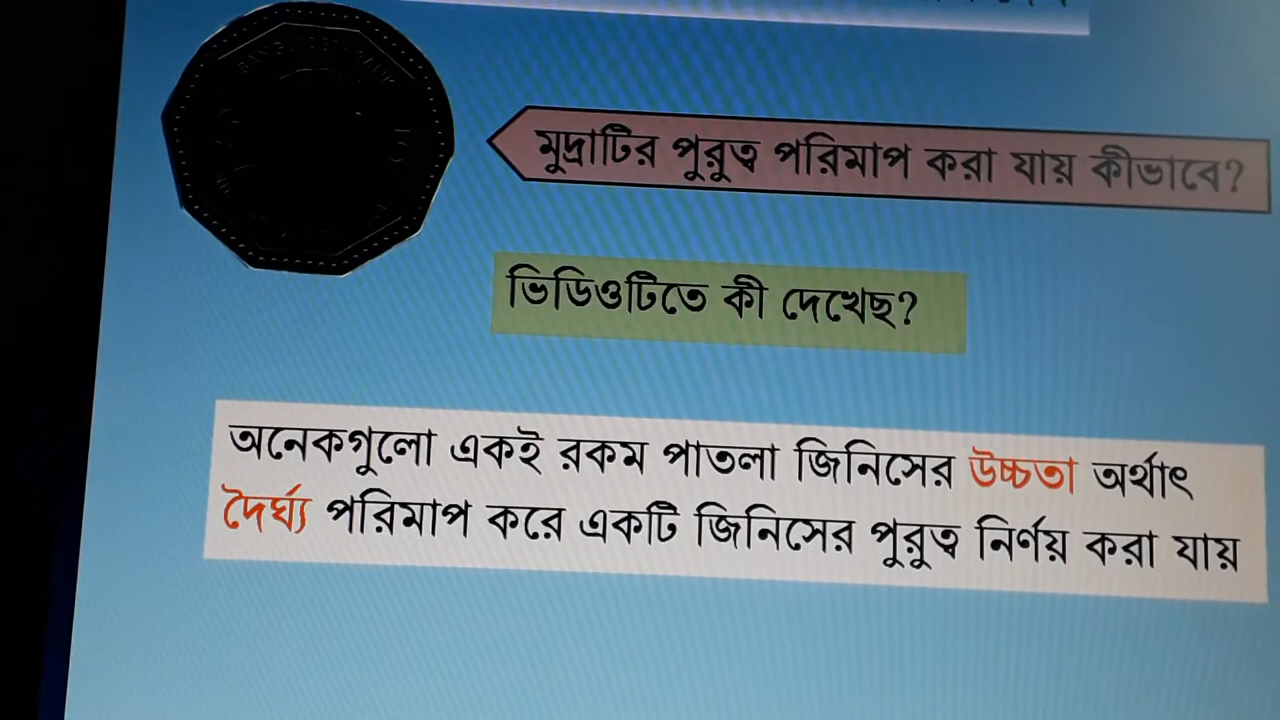 মুদ্রাটির পুরুত্ব পরিমাপ করা যায় কীভাবে?
ভিডিওটিতে কী দেখেছ?
অনেকগুলো একই রকম পাতলা জিনিসের উচ্চতা অর্থাৎ
দৈর্ঘ্য পরিমাপ করে একটি জিনিসের পুরুত্ব নির্ণয় করা যায়